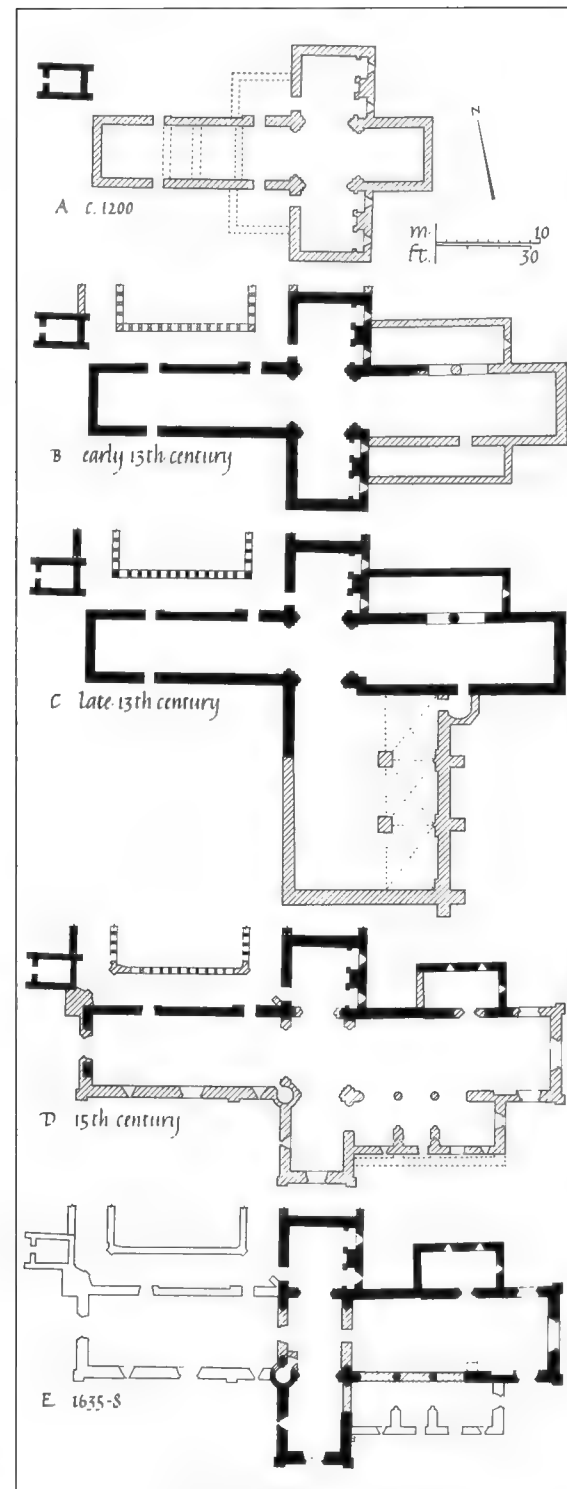 N
A c. 1200
m. 10
ft. 30
B early 13th century
C late 13th century
D 15th century
E 1635-8